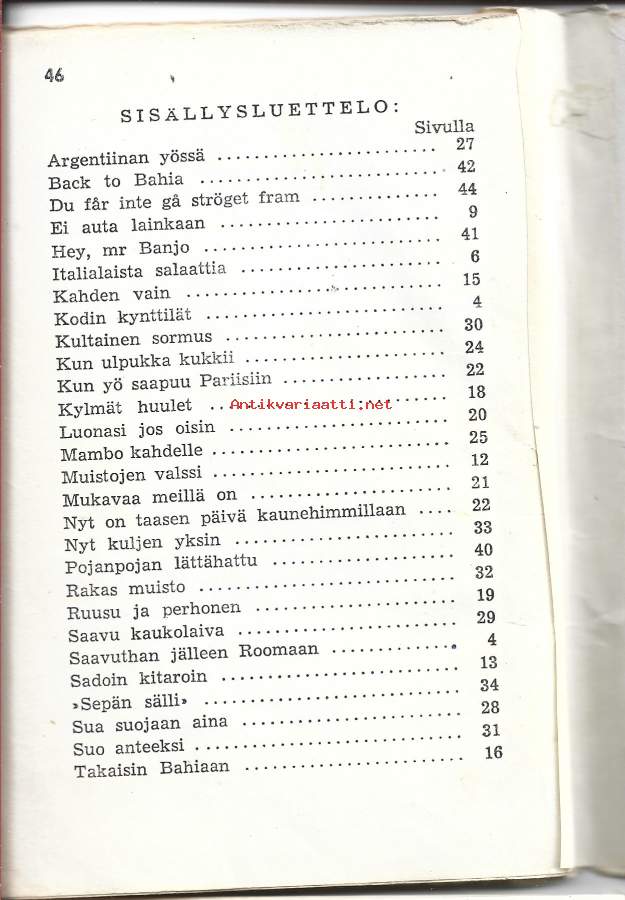 46
SISÄLLYSLUETTELO:
Sivulla
Argentiinan yössä ........................ 27
Back to Bahia ........................ 42
Du får inte gå ströget fram .............. 44
Ei auta lainkaan ........................ 9
Hey, mr Banjo ........................ 41
Italialaista salaattia .................... 6
Kahden vain ........................ 15
Kodin kynttilät ........................ 4
Kultainen sormus ........................ 30
Kun ulpukka kukkii ...................... 24
Kun yö saapuu Pariisiin .................. 22
Kylmät huulet ........................ 18
Antikvariaatti.net
Luonasi jos oisin ........................ 20
Mambo kahdelle ........................ 25
Muistojen valssi ........................ 12
Mukavaa meillä on ...................... 21
Nyt on taasen päivä kaunehimmillaan .... 22
Nyt kuljen yksin ........................ 33
Pojanpojan lättähattu .................... 40
Rakas muisto ........................ 32
Ruusu ja perhonen ...................... 19
Saavu kaukolaiva ........................ 29
Saavuthan jälleen Roomaan .............. 4
Sadoin kitaroin ........................ 13
»Sepän sälli» ........................ 34
Sua suojaan aina ........................ 28
Suo anteeksi ........................ 31
Takaisin Bahiaan ........................ 16